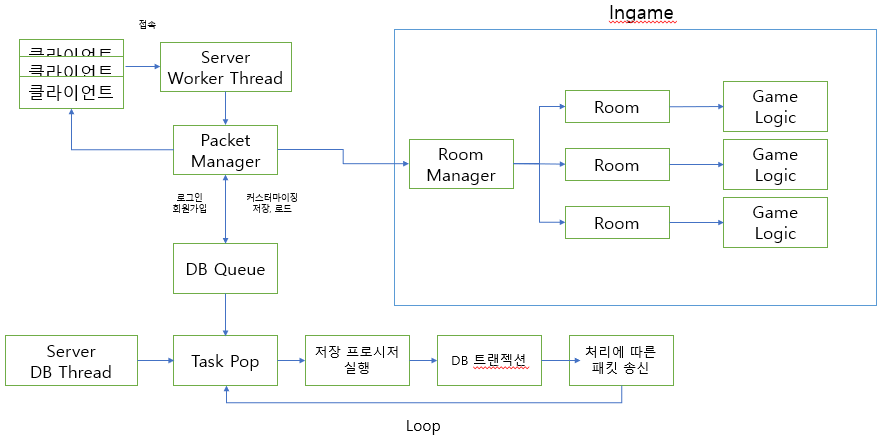 Ingame
접속
클라이언트
클라이언트
클라이언트
Server
Worker Thread
Packet
Manager
Room
Manager
Room
Game
Logic
Room
Game
Logic
Room
Game
Logic
로그인
회원가입
커스터마이징
저장, 로드
DB Queue
Server
DB Thread
Task Pop
저장 프로시저
실행
DB 트랜젝션
처리에 따른
패킷 송신
Loop